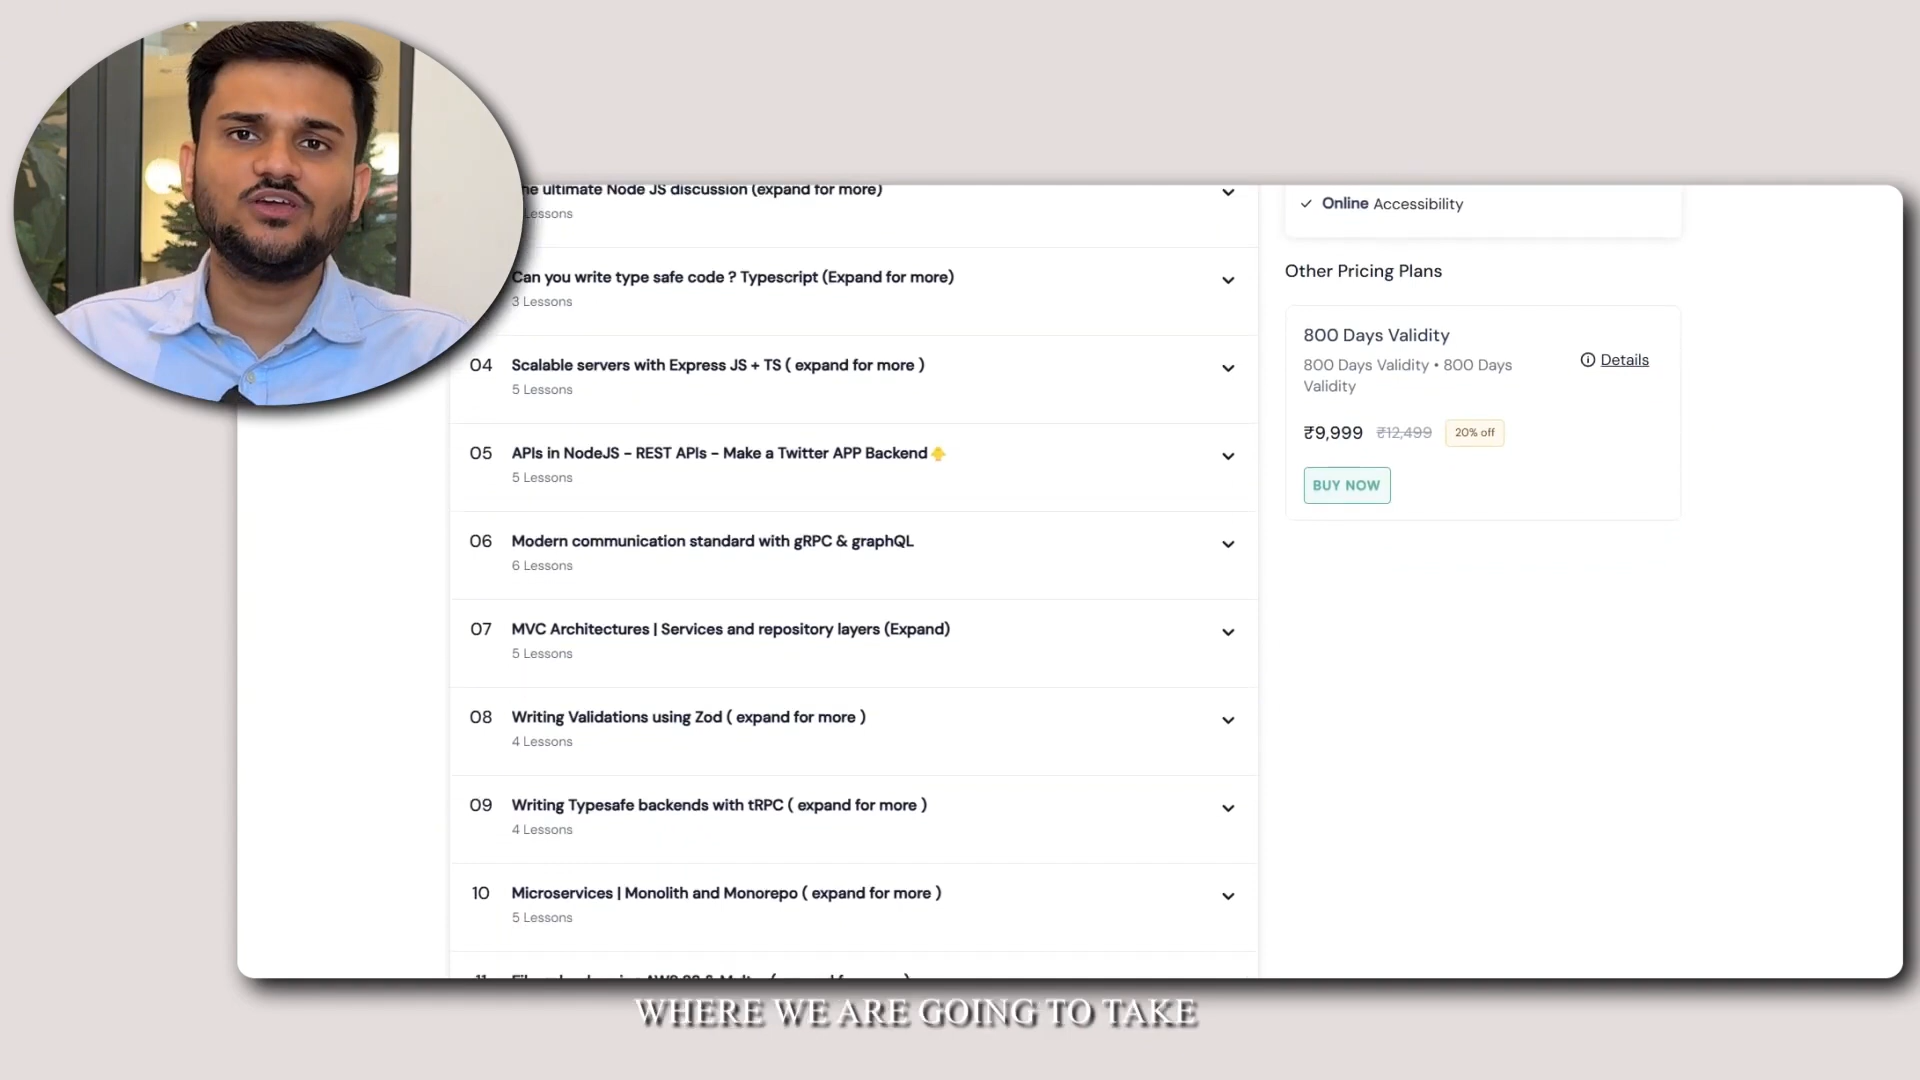 he ultimate Node JS discussion (expand for more)
Lessons
Can you write type safe code ? Typescript (Expand for more)
3 Lessons
04 Scalable servers with Express JS + TS ( expand for more )
5 Lessons
05 APIs in NodeJS - REST APIs - Make a Twitter APP Backend🐥
5 Lessons
06 Modern communication standard with gRPC & graphQL
6 Lessons
07 MVC Architectures | Services and repository layers (Expand)
5 Lessons
08 Writing Validations using Zod ( expand for more )
4 Lessons
09 Writing Typesafe backends with tRPC ( expand for more )
4 Lessons
10 Microservices | Monolith and Monorepo ( expand for more )
5 Lessons
Online Accessibility
Other Pricing Plans
800 Days Validity
800 Days Validity • 800 Days
Validity
Details
₹9,999 ₹12,499 20% off
BUY NOW
WHERE WE ARE GOING TO TAKE